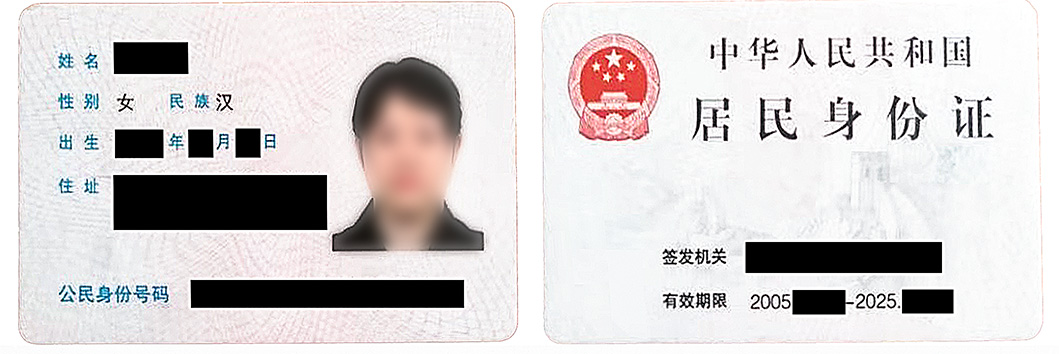 姓名
性别 女 民族 汉
出生 年 月 日
住址
公民身份号码
中华人民共和国
居民身份证
签发机关
有效期限 2005 -2025.